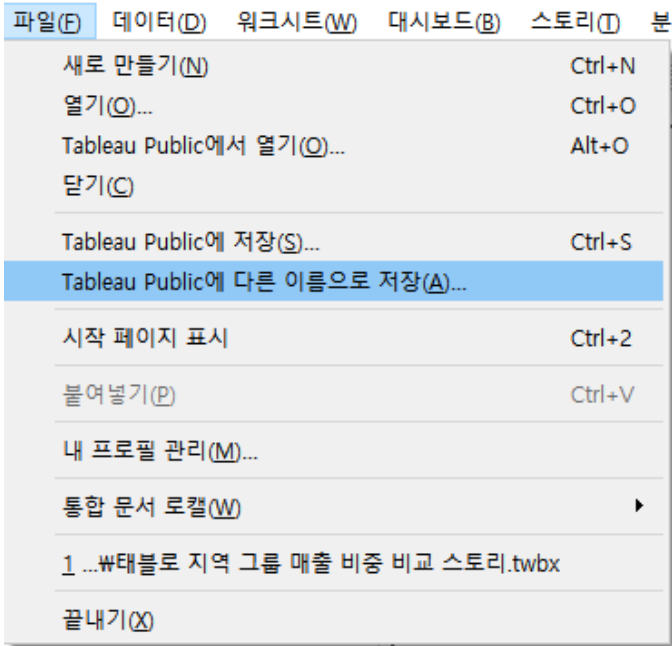 파일(F) 데이터(D) 워크시트(W) 대시보드(B) 스토리(T) 분
새로 만들기(N) Ctrl+N
열기(O)... Ctrl+O
Tableau Public에서 열기(O)... Alt+O
닫기(C)
Tableau Public에 저장(S)... Ctrl+S
Tableau Public에 다른 이름으로 저장(A)...
시작 페이지 표시 Ctrl+2
붙여넣기(P) Ctrl+V
내 프로필 관리(M)...
통합 문서 로캘(W)
1 ...₩태블로 지역 그룹 매출 비중 비교 스토리.twbx
끝내기(X)